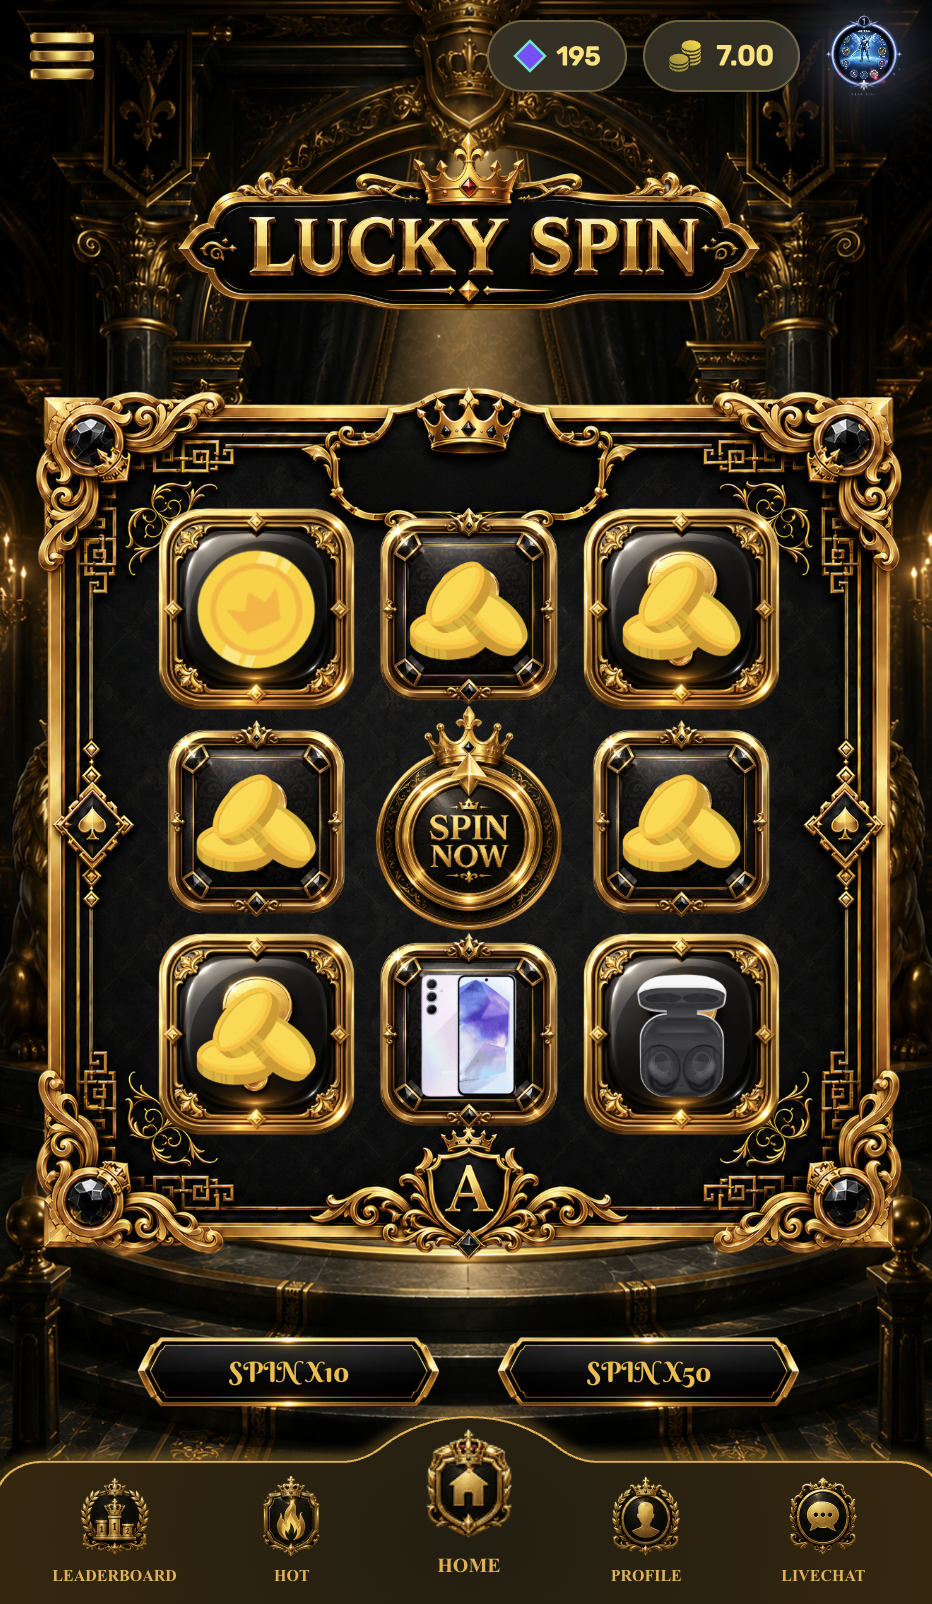 195
7.00
LUCKY SPIN
SPIN
NOW
A
SPIN X10
SPIN X50
LEADERBOARD
HOT
HOME
PROFILE
LIVECHAT